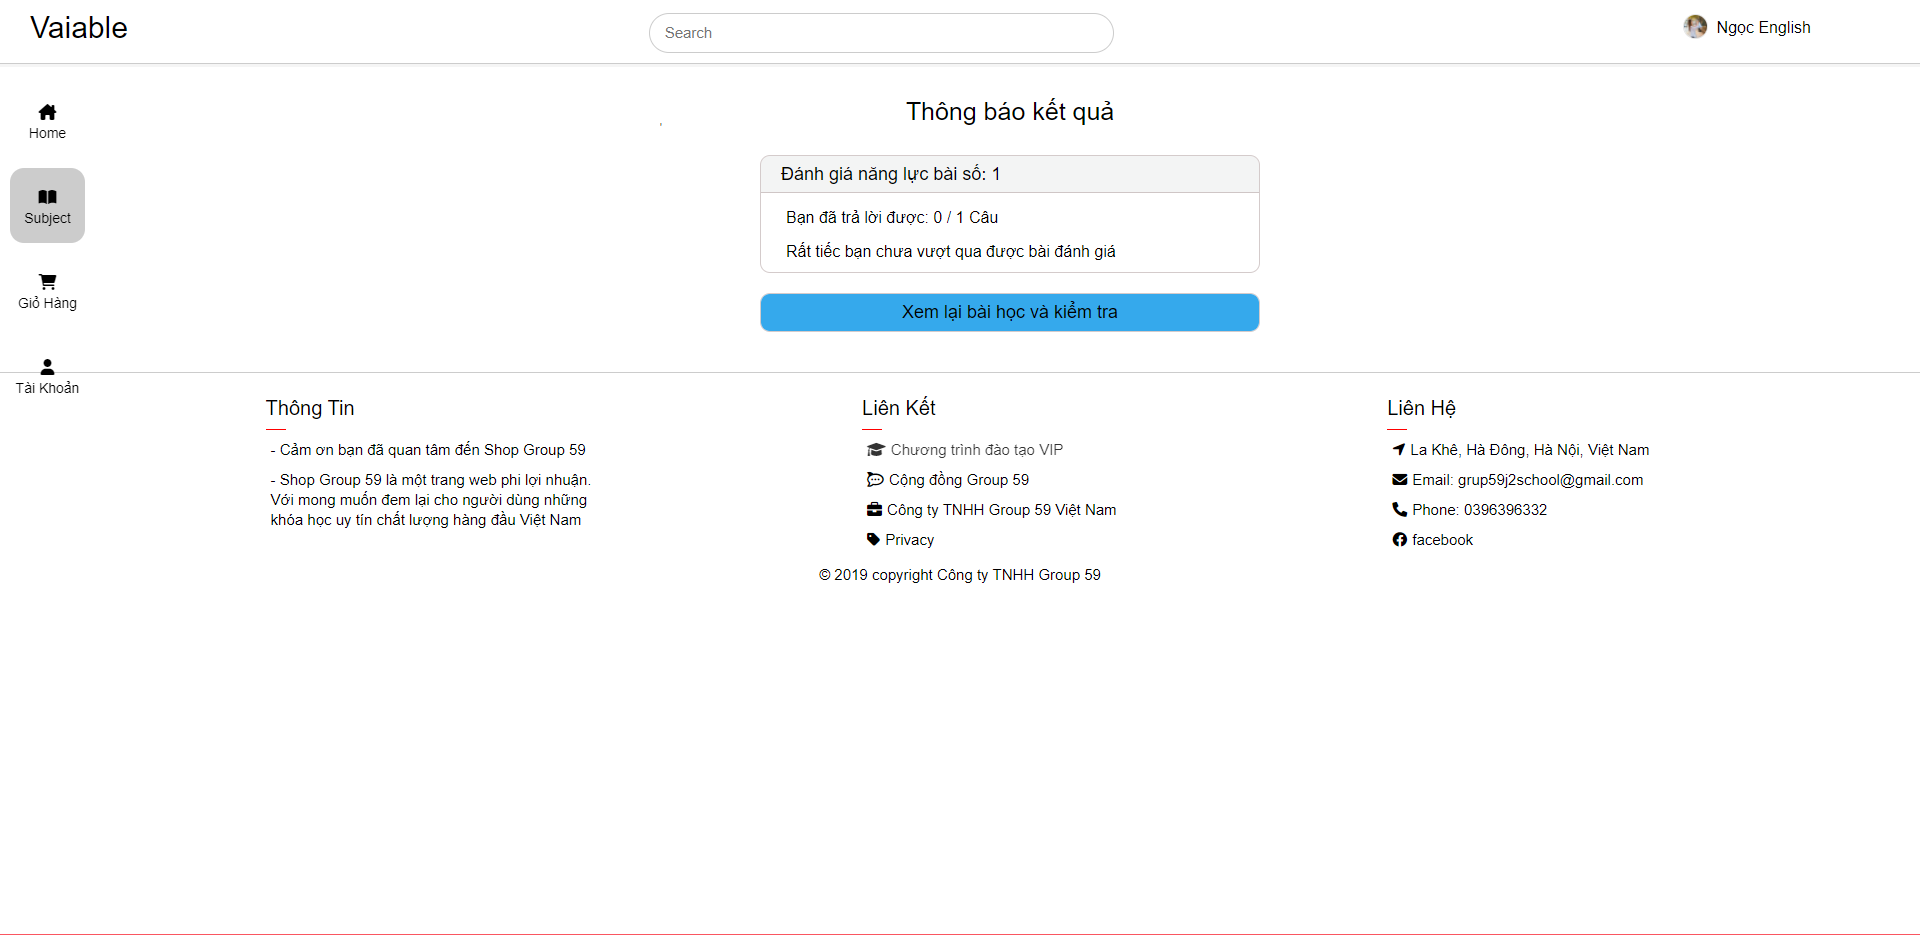 Vaiable
Search
Ngọc English
Home
Subject
Giỏ Hàng
Tài Khoản
Thông báo kết quả
Đánh giá năng lực bài số: 1
Bạn đã trả lời được: 0 / 1 Câu
Rất tiếc bạn chưa vượt qua được bài đánh giá
Xem lại bài học và kiểm tra
Thông Tin
- Cảm ơn bạn đã quan tâm đến Shop Group 59
- Shop Group 59 là một trang web phi lợi nhuận.
Với mong muốn đem lại cho người dùng những
khóa học uy tín chất lượng hàng đầu Việt Nam
Liên Kết
Chương trình đào tạo VIP
Cộng đồng Group 59
Công ty TNHH Group 59 Việt Nam
Privacy
Liên Hệ
La Khê, Hà Đông, Hà Nội, Việt Nam
Email: grup59j2school@gmail.com
Phone: 0396396332
facebook
© 2019 copyright Công ty TNHH Group 59